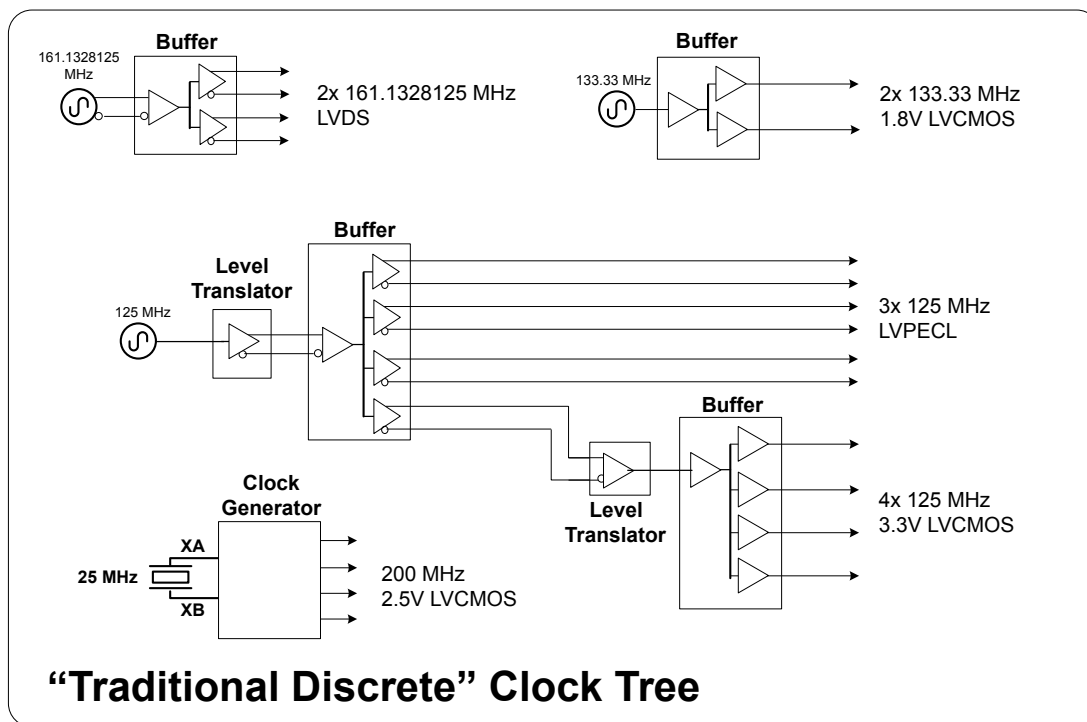 Buffer
161.1328125
MHz
2x 161.1328125 MHz
LVDS
Buffer
133.33 MHz
2x 133.33 MHz
1.8V LVCMOS
Buffer
Level
Translator
125 MHz
3x 125 MHz
LVPECL
Buffer
Level
Translator
4x 125 MHz
3.3V LVCMOS
Clock
Generator
XA
25 MHz
XB
200 MHz
2.5V LVCMOS
“Traditional Discrete” Clock Tree